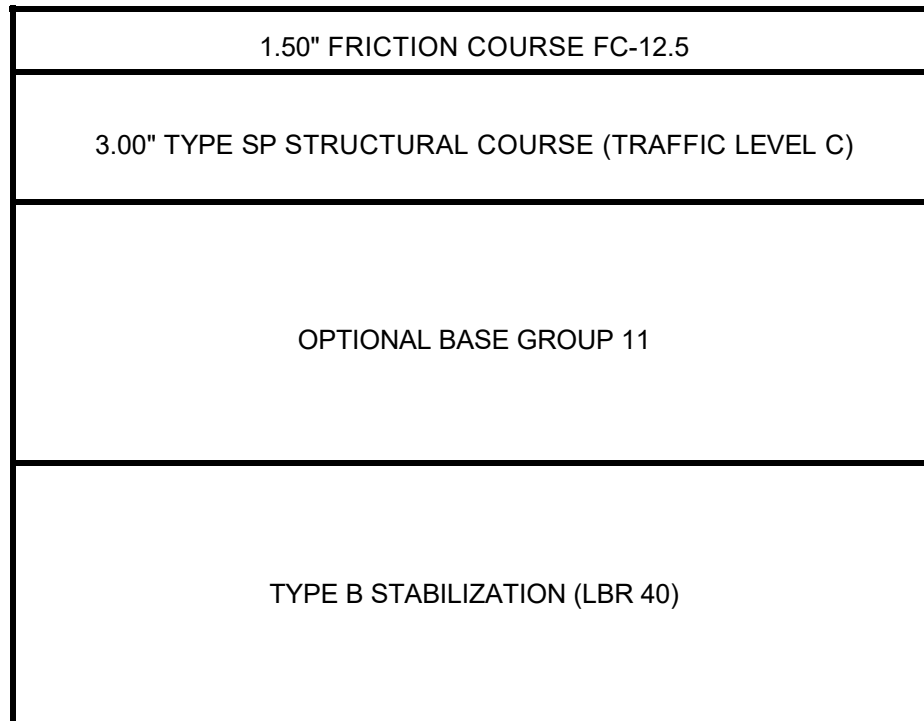 1.50" FRICTION COURSE FC-12.5
3.00" TYPE SP STRUCTURAL COURSE (TRAFFIC LEVEL C)
OPTIONAL BASE GROUP 11
TYPE B STABILIZATION (LBR 40)